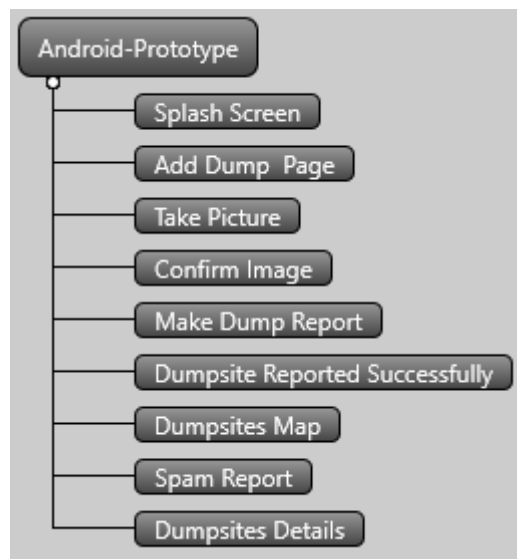 Android-Prototype
Splash Screen
Add Dump  Page
Take Picture
Confirm Image
Make Dump Report
Dumpsite Reported Successfully
Dumpsites Map
Spam Report
Dumpsites Details